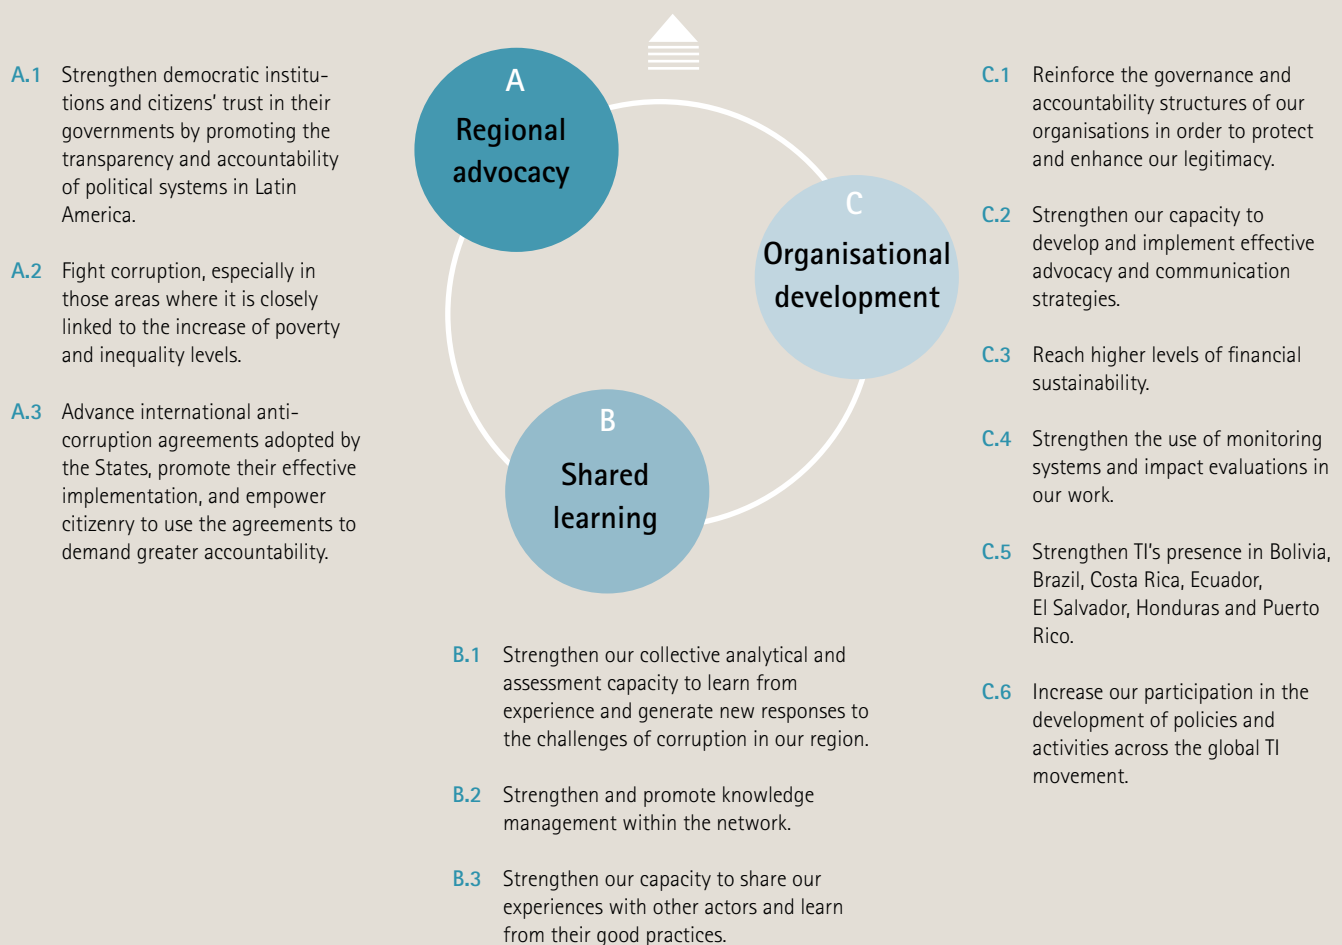 A
Regional
advocacy
C
Organisational
development
B
Shared
learning
A.1 Strengthen democratic institu-
tions and citizens' trust in their
governments by promoting the
transparency and accountability
of political systems in Latin
America.
A.2 Fight corruption, especially in
those areas where it is closely
linked to the increase of poverty
and inequality levels.
A.3 Advance international anti-
corruption agreements adopted by
the States, promote their effective
implementation, and empower
citizenry to use the agreements to
demand greater accountability.
B.1 Strengthen our collective analytical and
assessment capacity to learn from
experience and generate new responses to
the challenges of corruption in our region.
B.2 Strengthen and promote knowledge
management within the network.
B.3 Strengthen our capacity to share our
experiences with other actors and learn
from their good practices.
C.1 Reinforce the governance and
accountability structures of our
organisations in order to protect
and enhance our legitimacy.
C.2 Strengthen our capacity to
develop and implement effective
advocacy and communication
strategies.
C.3 Reach higher levels of financial
sustainability.
C.4 Strengthen the use of monitoring
systems and impact evaluations in
our work.
C.5 Strengthen TI's presence in Bolivia,
Brazil, Costa Rica, Ecuador,
El Salvador, Honduras and Puerto
Rico.
C.6 Increase our participation in the
development of policies and
activities across the global TI
movement.